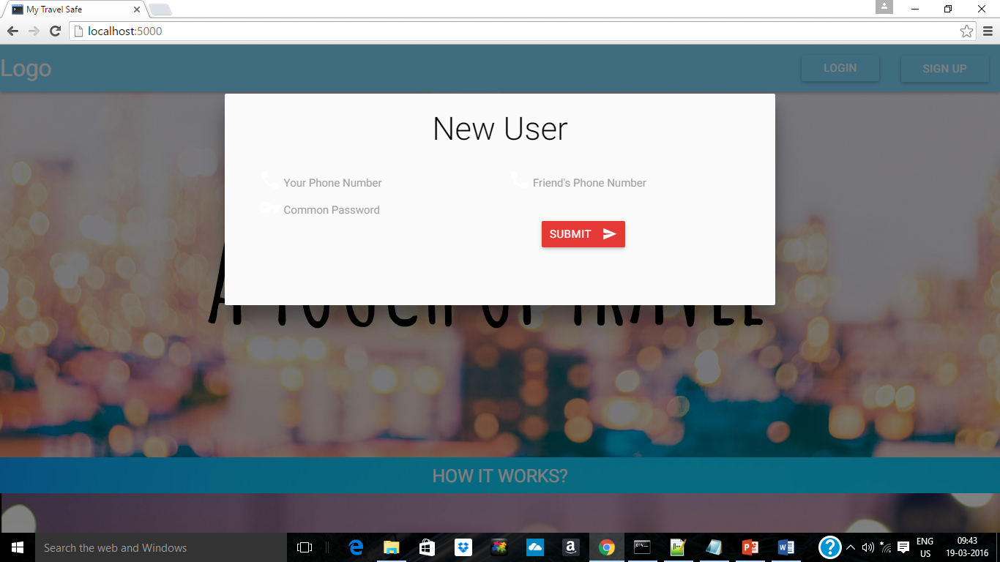 My Travel Safe
localhost:5000
Logo
LOGIN
SIGN UP
New User
Your Phone Number
Friend's Phone Number
Common Password
SUBMIT
A TOUCH OF TRAVEL
HOW IT WORKS?
Search the web and Windows
ENG
US
09:43
19-03-2016